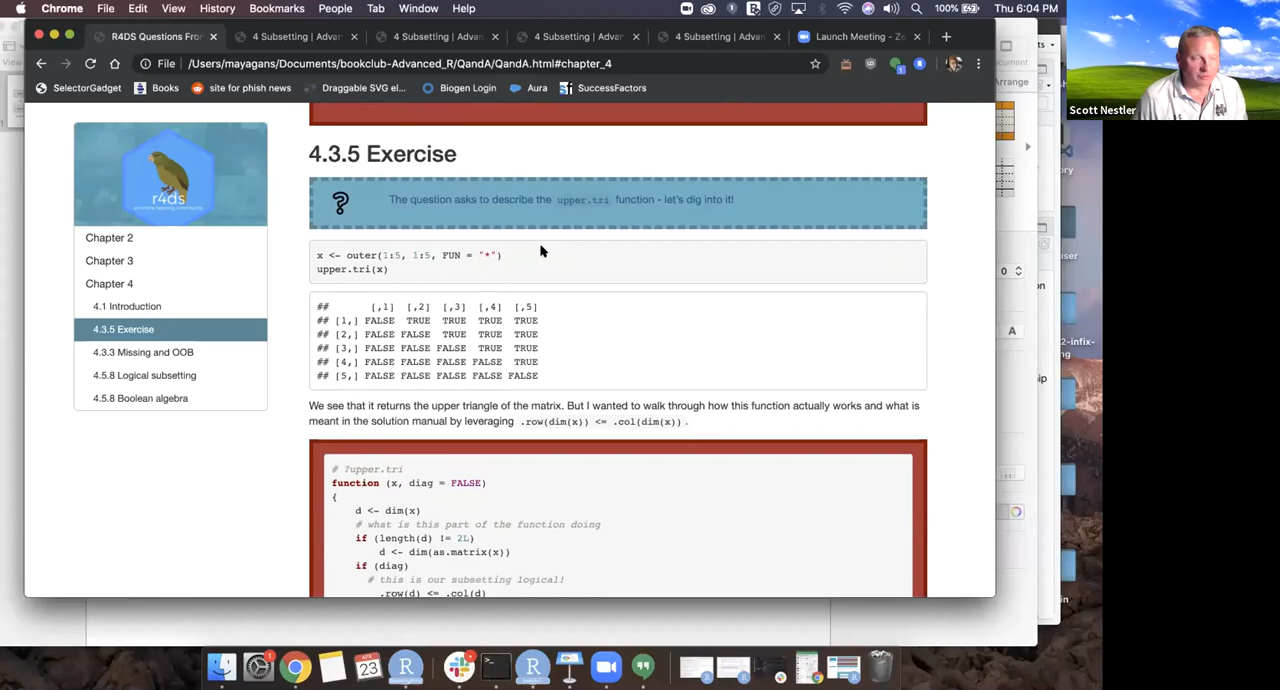 Chrome File Edit View History Bookmarks People Tab Window Help 100% Thu 6:04 PM
R4DS Questions Fro 4 Subsetting | Advan 4 Subsetting | Advan 4 Subsetting | Advan 4 Subsetting | Advan Launch Meeting - Zo
File /Users/mayagans/Documents/bookclub-Advanced_R/QandA/QandA.html#chapter_4
SelectorGadget Books site for phish news Biogen Login Aura SuccessFactors
Scott Nestler
Arrange
4.3.5 Exercise
The question asks to describe the upper.tri function - let's dig into it!
x <- outer(1:5, 1:5, FUN = "*")
upper.tri(x)
r4ds
Chapter 2
Chapter 3
Chapter 4
4.1 Introduction
4.3.5 Exercise
4.3.3 Missing and OOB
4.5.8 Logical subsetting
4.5.8 Boolean algebra
## [,1] [,2] [,3] [,4] [,5]
## [1,] FALSE TRUE TRUE TRUE TRUE
## [2,] FALSE FALSE TRUE TRUE TRUE
## [3,] FALSE FALSE FALSE TRUE TRUE
## [4,] FALSE FALSE FALSE FALSE TRUE
## [5,] FALSE FALSE FALSE FALSE FALSE
We see that it returns the upper triangle of the matrix. But I wanted to walk through how this function actually works and what is
meant in the solution manual by leveraging .row(dim(x)) <= .col(dim(x)) .
# ?upper.tri
function (x, diag = FALSE)
{
d <- dim(x)
# what is this part of the function doing
if (length(d) != 2L)
d <- dim(as.matrix(x))
if (diag)
# this is our subsetting logical!
.row(d) <= .col(d)